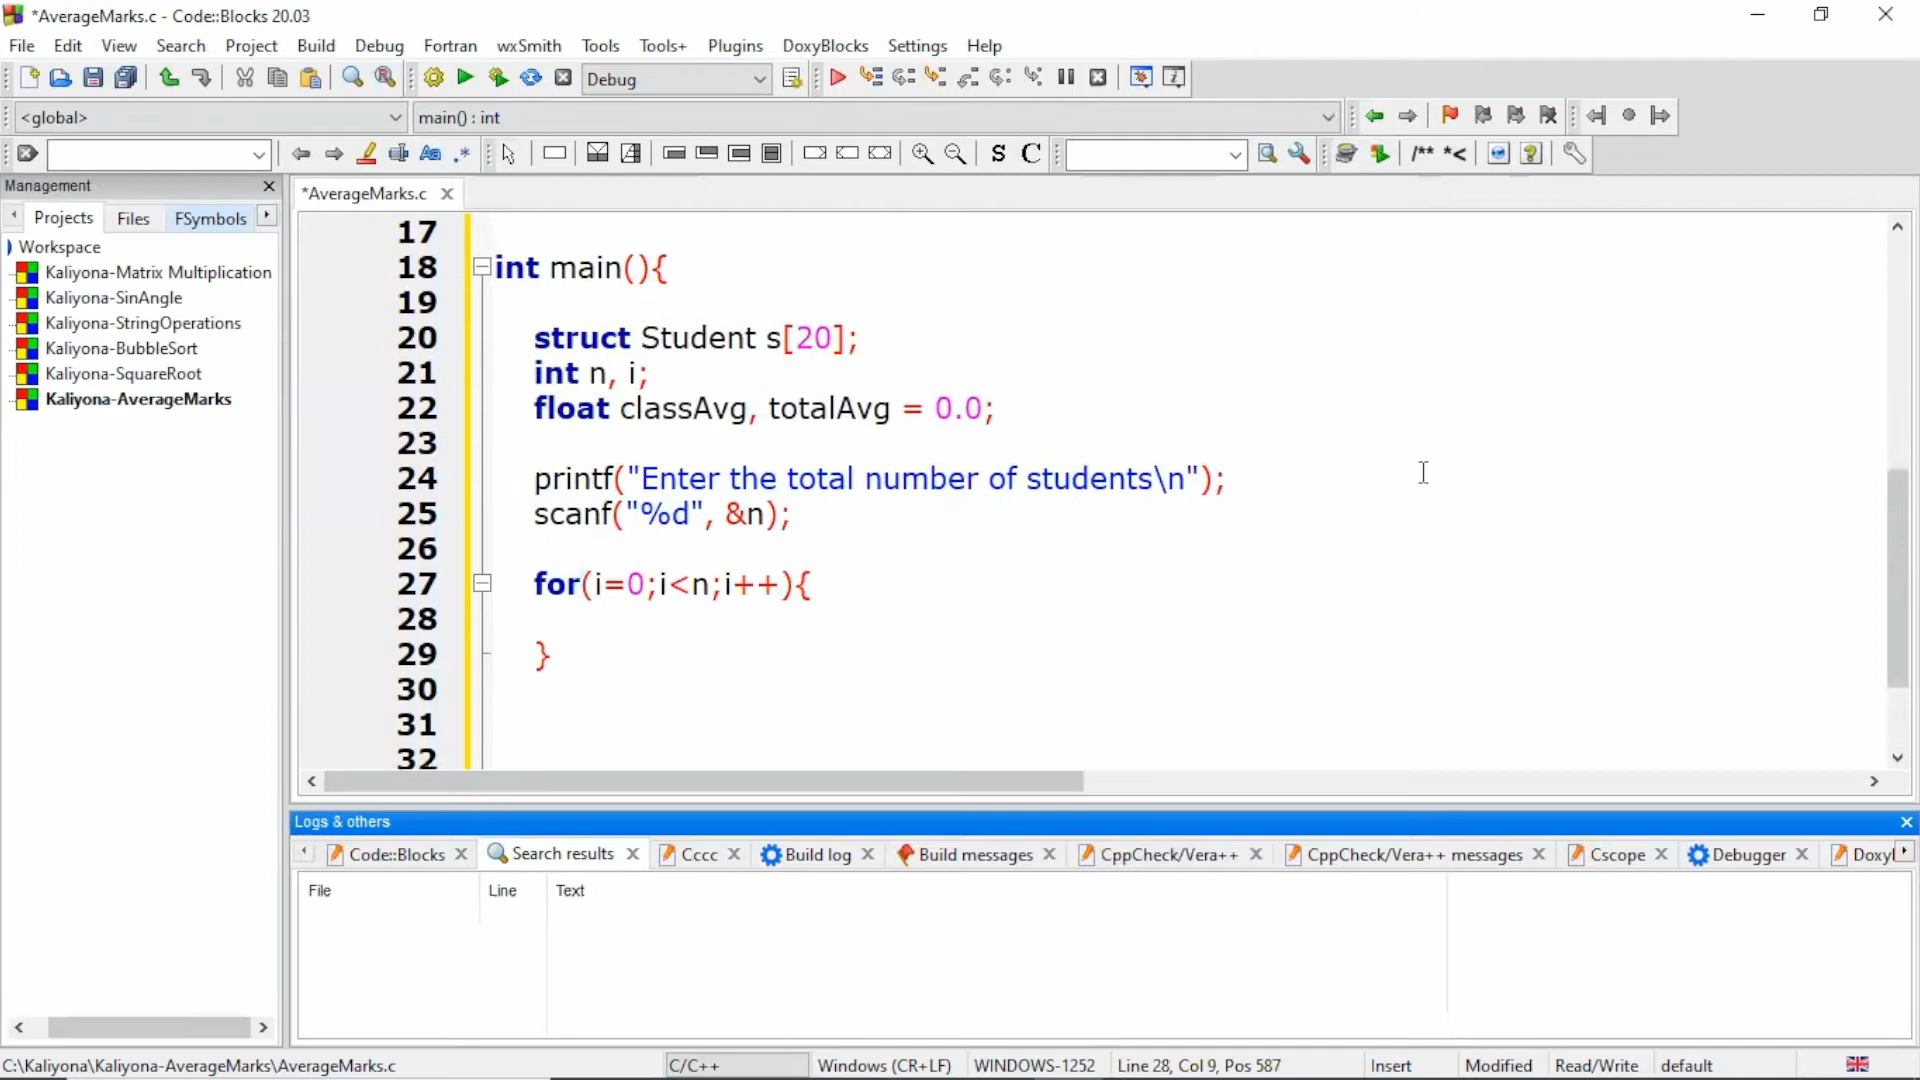 *AverageMarks.c - Code::Blocks 20.03
File Edit View Search Project Build Debug Fortran wxSmith Tools Tools+ Plugins DoxyBlocks Settings Help
Debug
<global> main() : int
S C /** *<
Management
Projects Files FSymbols
Workspace
Kaliyona-Matrix Multiplication
Kaliyona-SinAngle
Kaliyona-StringOperations
Kaliyona-BubbleSort
Kaliyona-SquareRoot
Kaliyona-AverageMarks
*AverageMarks.c
17
18 int main(){
19
20 struct Student s[20];
21 int n, i;
22 float classAvg, totalAvg = 0.0;
23
24 printf("Enter the total number of students\n");
25 scanf("%d", &n);
26
27 for(i=0;i<n;i++){
28
29 }
30
31
32
Logs & others
Code::Blocks Search results Cccc Build log Build messages CppCheck/Vera++ CppCheck/Vera++ messages Cscope Debugger Doxyl
File Line Text
C:\Kaliyona\Kaliyona-AverageMarks\AverageMarks.c C/C++ Windows (CR+LF) WINDOWS-1252 Line 28, Col 9, Pos 587 Insert Modified Read/Write default